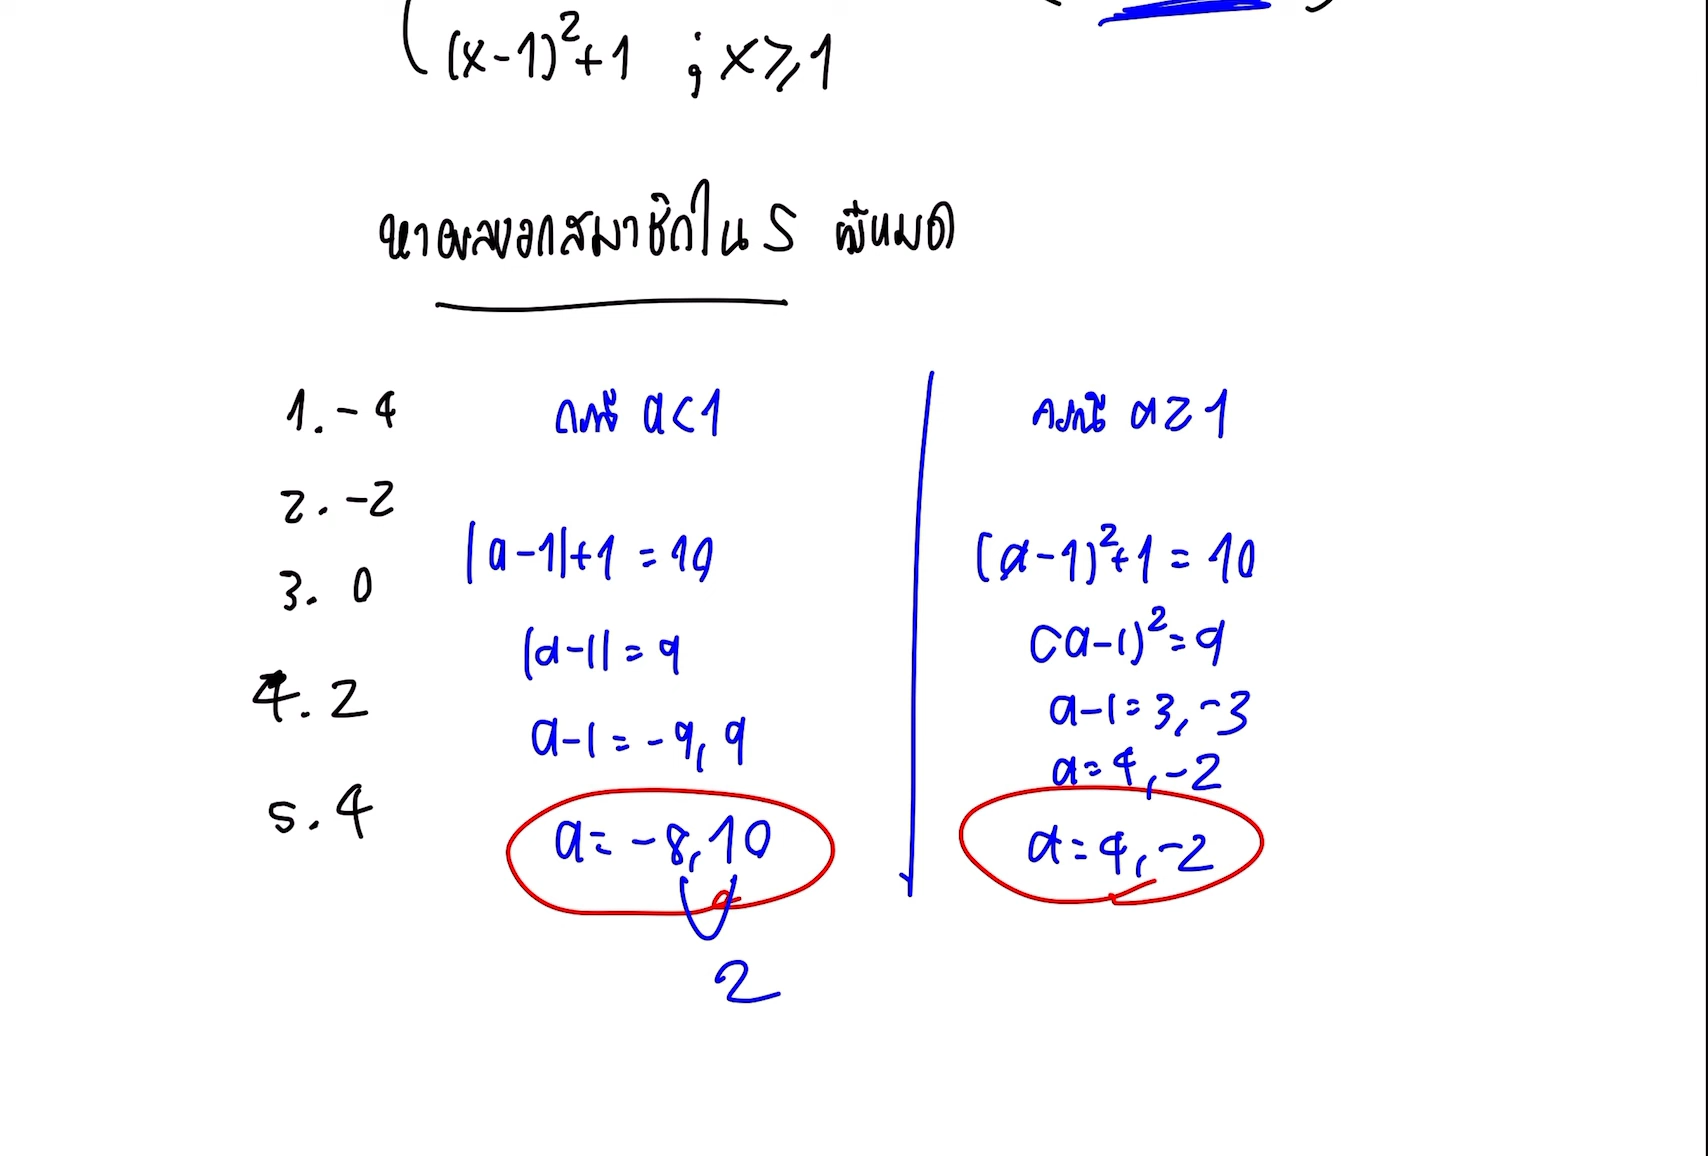 (x-1)²+1 ; x≥1
หาผลบวกสมาชิกใน S ทั้งหมด
1. -4
2. -2
3. 0
4. 2
5. 4
กรณี a<1
|a-1|+1 = 10
|a-1| = 9
a-1 = -9, 9
a = -8, 10
2
กรณี a≥1
(a-1)²+1 = 10
(a-1)² = 9
a-1 = 3, -3
a = 4, -2
a = 4, -2